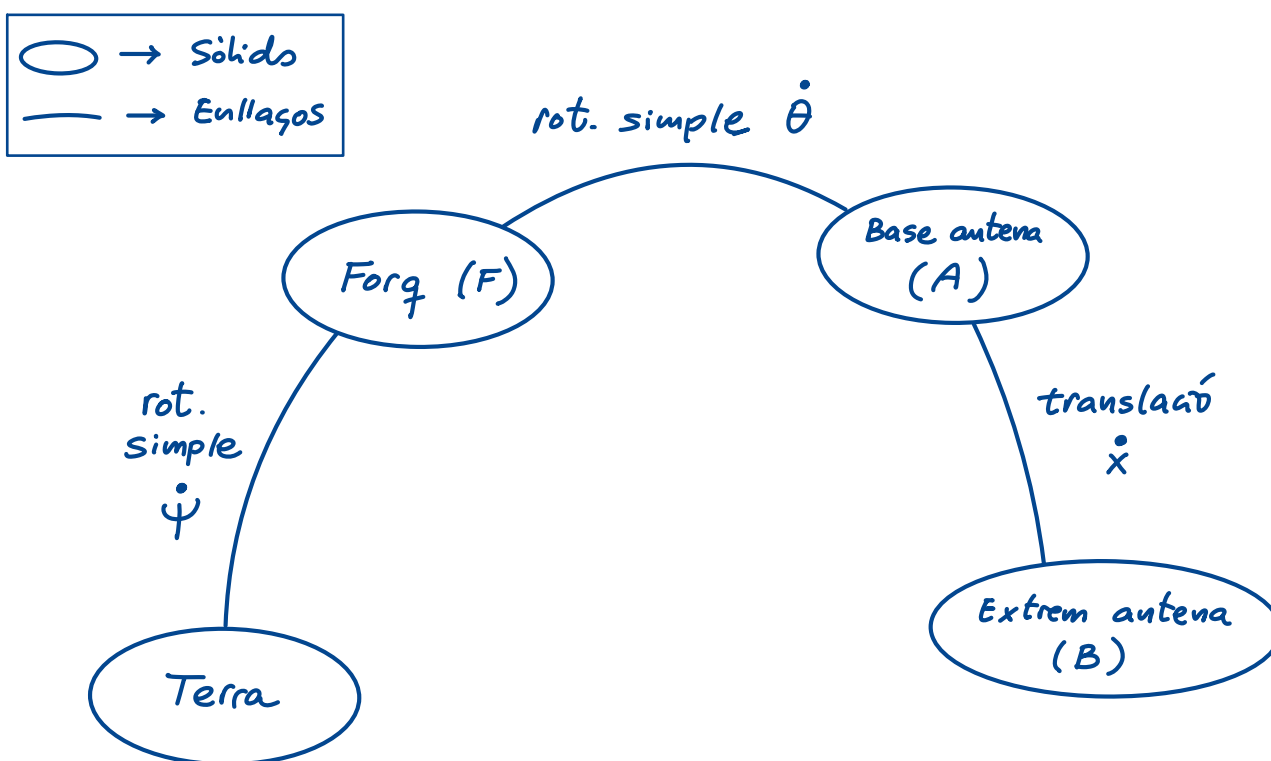 → Sòlids
→ Enllaços
rot. simple θ̇
Forq (F)
Base antena
(A)
rot.
simple
ψ̇
translació
ẋ
Terra
Extrem antena
(B)